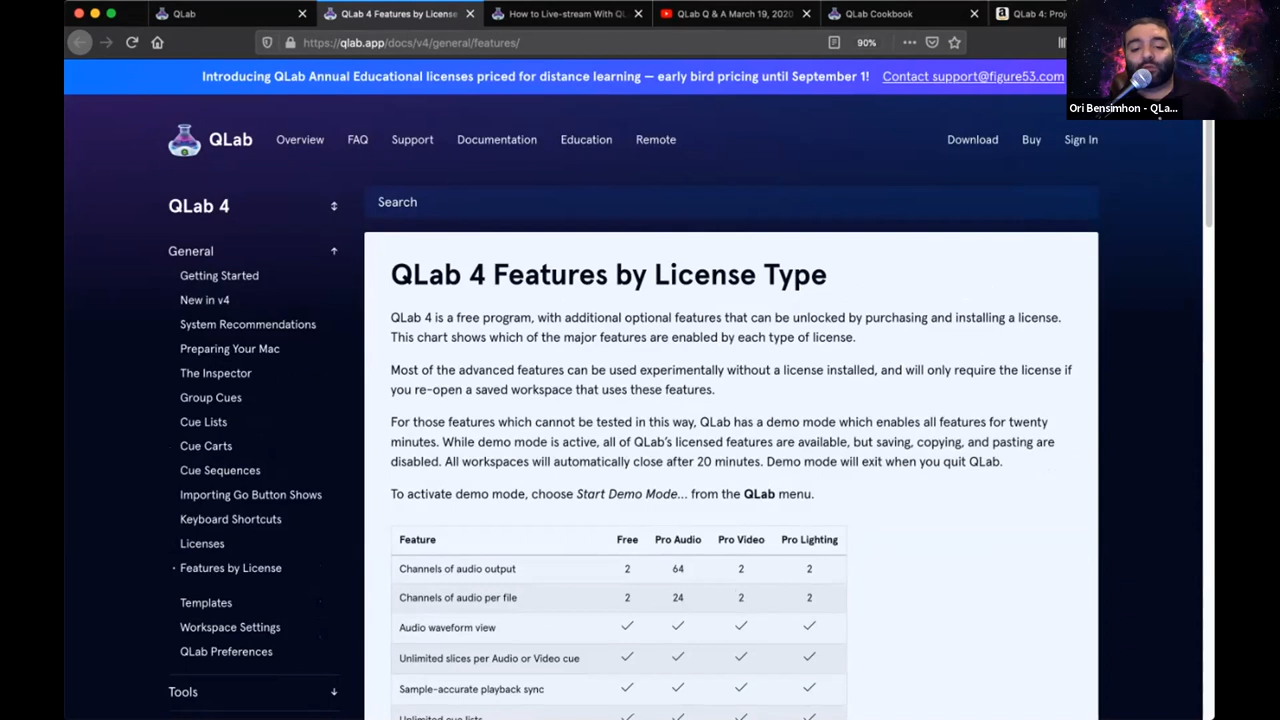 QLab
QLab 4 Features by License
How to Live-stream With QL
QLab Q & A March 19, 2020
QLab Cookbook
QLab 4: Proj
https://qlab.app/docs/v4/general/features/
90%
Introducing QLab Annual Educational licenses priced for distance learning — early bird pricing until September 1! Contact support@figure53.com
Ori Bensimhon - QLa...
QLab
Overview
FAQ
Support
Documentation
Education
Remote
Download
Buy
Sign In
QLab 4
Search
General
Getting Started
New in v4
System Recommendations
Preparing Your Mac
The Inspector
Group Cues
Cue Lists
Cue Carts
Cue Sequences
Importing Go Button Shows
Keyboard Shortcuts
Licenses
Features by License
Templates
Workspace Settings
QLab Preferences
Tools
QLab 4 Features by License Type
QLab 4 is a free program, with additional optional features that can be unlocked by purchasing and installing a license.
This chart shows which of the major features are enabled by each type of license.
Most of the advanced features can be used experimentally without a license installed, and will only require the license if
you re-open a saved workspace that uses these features.
For those features which cannot be tested in this way, QLab has a demo mode which enables all features for twenty
minutes. While demo mode is active, all of QLab's licensed features are available, but saving, copying, and pasting are
disabled. All workspaces will automatically close after 20 minutes. Demo mode will exit when you quit QLab.
To activate demo mode, choose Start Demo Mode... from the QLab menu.
Feature Free Pro Audio Pro Video Pro Lighting
Channels of audio output 2 64 2 2
Channels of audio per file 2 24 2 2
Audio waveform view ✓ ✓ ✓ ✓
Unlimited slices per Audio or Video cue ✓ ✓ ✓ ✓
Sample-accurate playback sync ✓ ✓ ✓ ✓
Unlimited cue lists